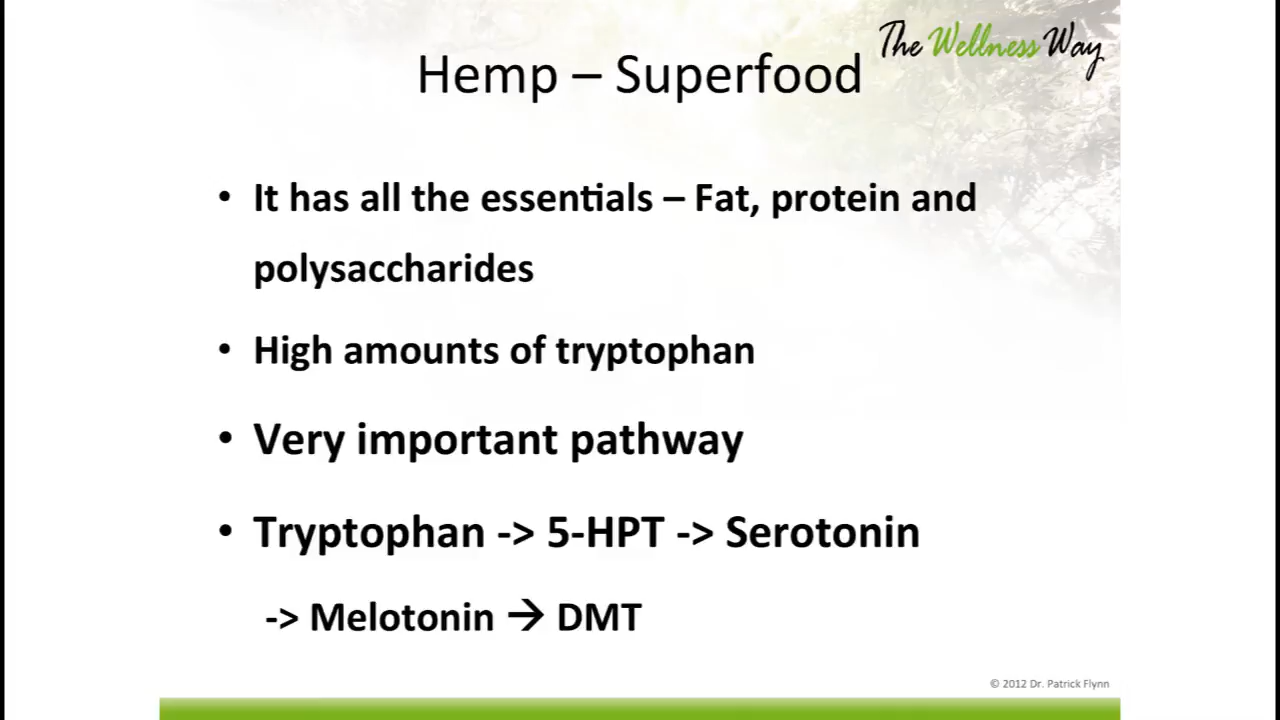 The Wellness Way
Hemp – Superfood
• It has all the essentials – Fat, protein and
polysaccharides
• High amounts of tryptophan
• Very important pathway
• Tryptophan -> 5-HPT -> Serotonin
-> Melotonin → DMT
© 2012 Dr. Patrick Flynn